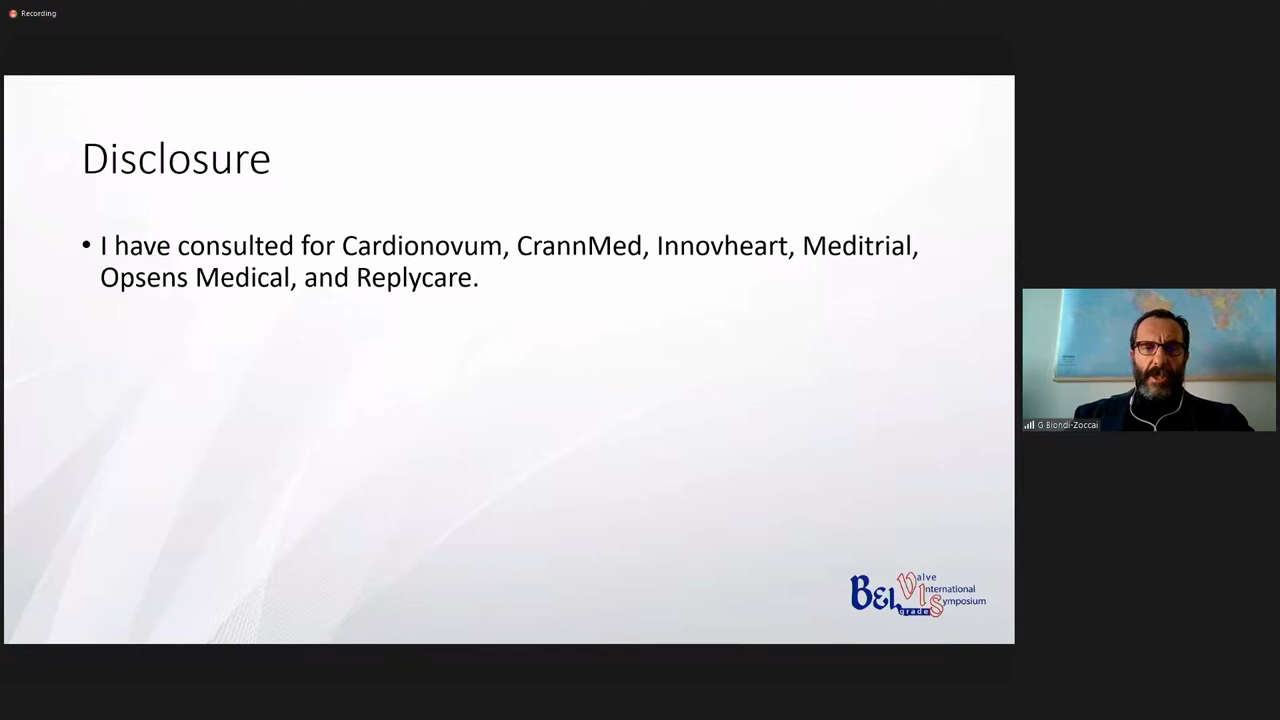 Recording
Disclosure
• I have consulted for Cardionovum, CrannMed, Innovheart, Meditrial,
Opsens Medical, and Replycare.
G Biondi-Zoccai
BEL
grade
Valve
International
Symposium